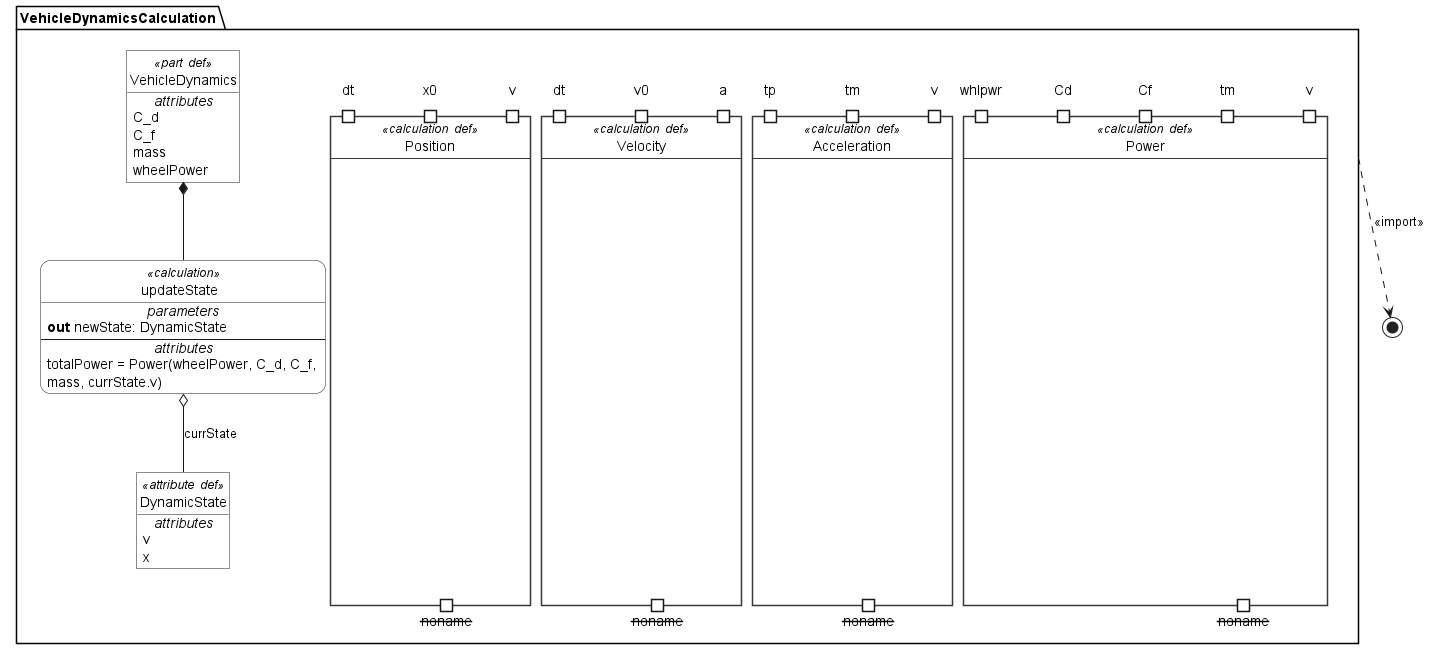 VehicleDynamicsCalculation
«part def»
VehicleDynamics
attributes
C_d
C_f
mass
wheelPower
«calculation»
updateState
parameters
out newState: DynamicState
attributes
totalPower = Power(wheelPower, C_d, C_f,
mass, currState.v)
currState
«attribute def»
DynamicState
attributes
v
x
dt x0 v
«calculation def»
Position
noname
dt v0 a
«calculation def»
Velocity
noname
tp tm v
«calculation def»
Acceleration
noname
whlpwr Cd Cf tm v
«calculation def»
Power
noname
«import»